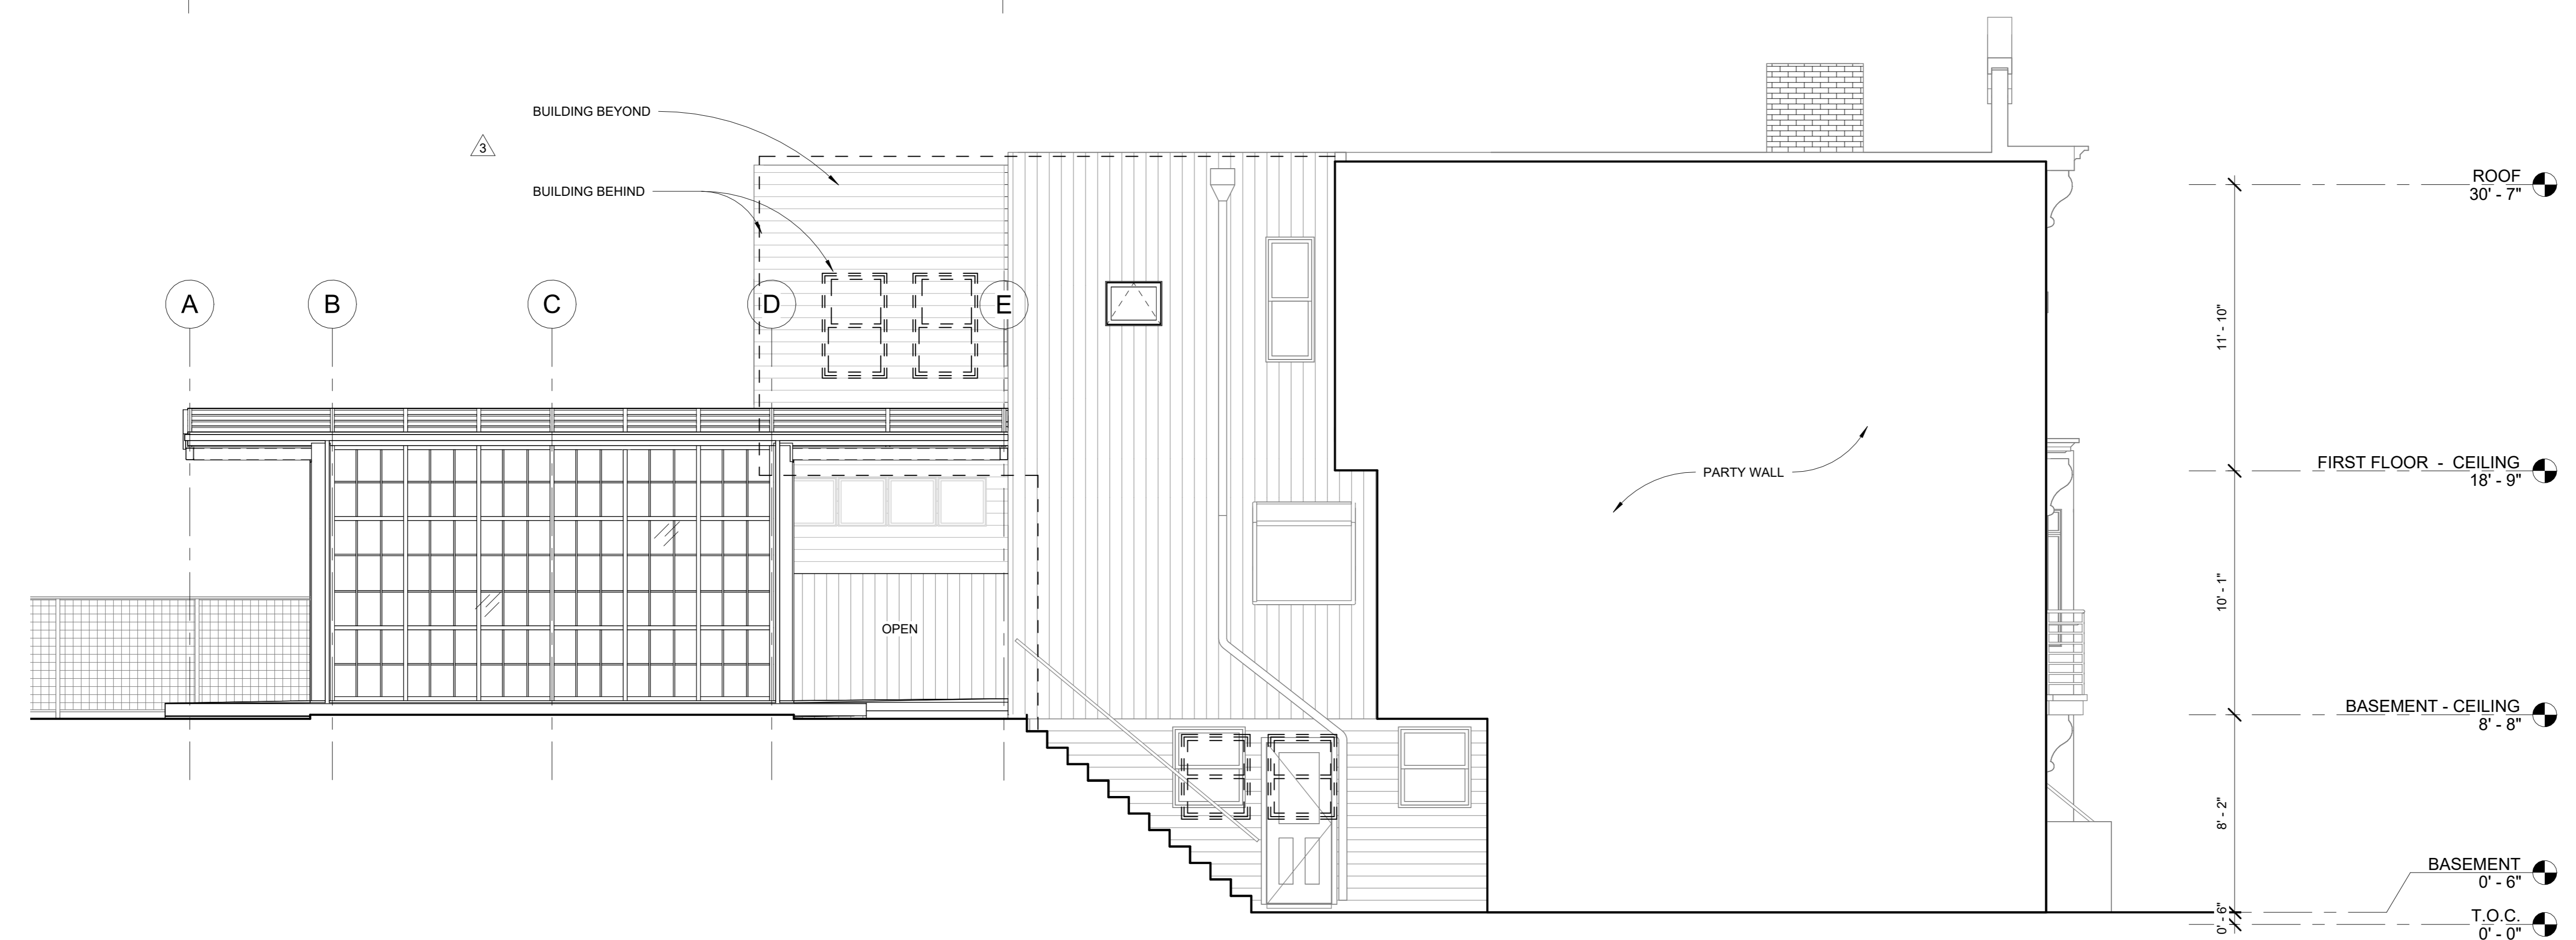 BUILDING BEYOND
3
BUILDING BEHIND
A
B
C
D
E
OPEN
PARTY WALL
ROOF
30' - 7"
11' - 10"
FIRST FLOOR - CEILING
18' - 9"
10' - 1"
BASEMENT - CEILING
8' - 8"
8' - 2"
BASEMENT
0' - 6"
0' - 6"
T.O.C.
0' - 0"